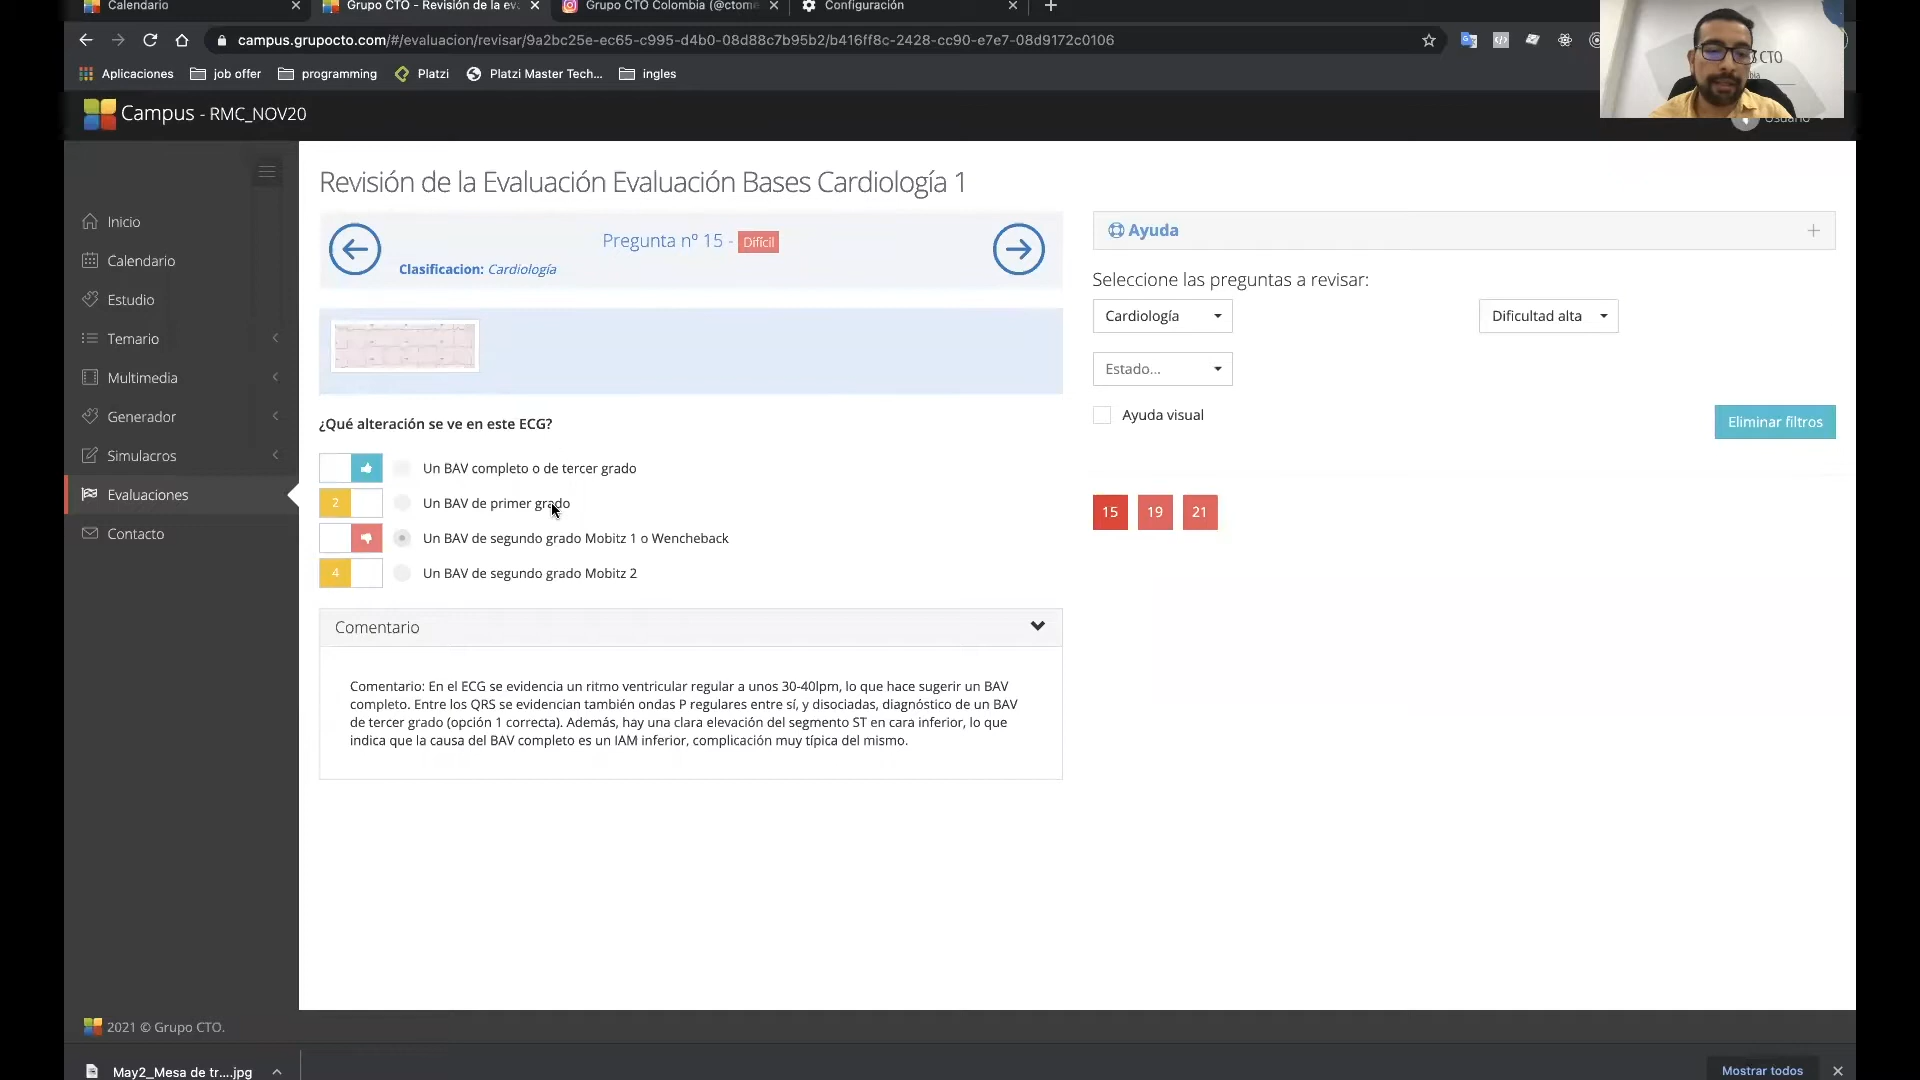 Calendario
Grupo CTO - Revisión de la ev
Grupo CTO Colombia (@ctom
Configuración
campus.grupocto.com/#/evaluacion/revisar/9a2bc25e-ec65-c995-d4b0-08d88c7b95b2/b416ff8c-2428-cc90-e7e7-08d9172c0106
Aplicaciones
job offer
programming
Platzi
Platzi Master Tech...
ingles
CTO
Campus - RMC_NOV20
Usuario
Inicio
Calendario
Estudio
Temario
Multimedia
Generador
Simulacros
Evaluaciones
Contacto
Revisión de la Evaluación Evaluación Bases Cardiología 1
Pregunta nº 15 - Difícil
Clasificacion: Cardiología
¿Qué alteración se ve en este ECG?
Un BAV completo o de tercer grado
2 Un BAV de primer grado
Un BAV de segundo grado Mobitz 1 o Wencheback
4 Un BAV de segundo grado Mobitz 2
Comentario
Comentario: En el ECG se evidencia un ritmo ventricular regular a unos 30-40lpm, lo que hace sugerir un BAV
completo. Entre los QRS se evidencian también ondas P regulares entre sí, y disociadas, diagnóstico de un BAV
de tercer grado (opción 1 correcta). Además, hay una clara elevación del segmento ST en cara inferior, lo que
indica que la causa del BAV completo es un IAM inferior, complicación muy típica del mismo.
Ayuda
Seleccione las preguntas a revisar:
Cardiología
Dificultad alta
Estado...
Ayuda visual
Eliminar filtros
15 19 21
2021 © Grupo CTO.
May2_Mesa de tr....jpg
Mostrar todos